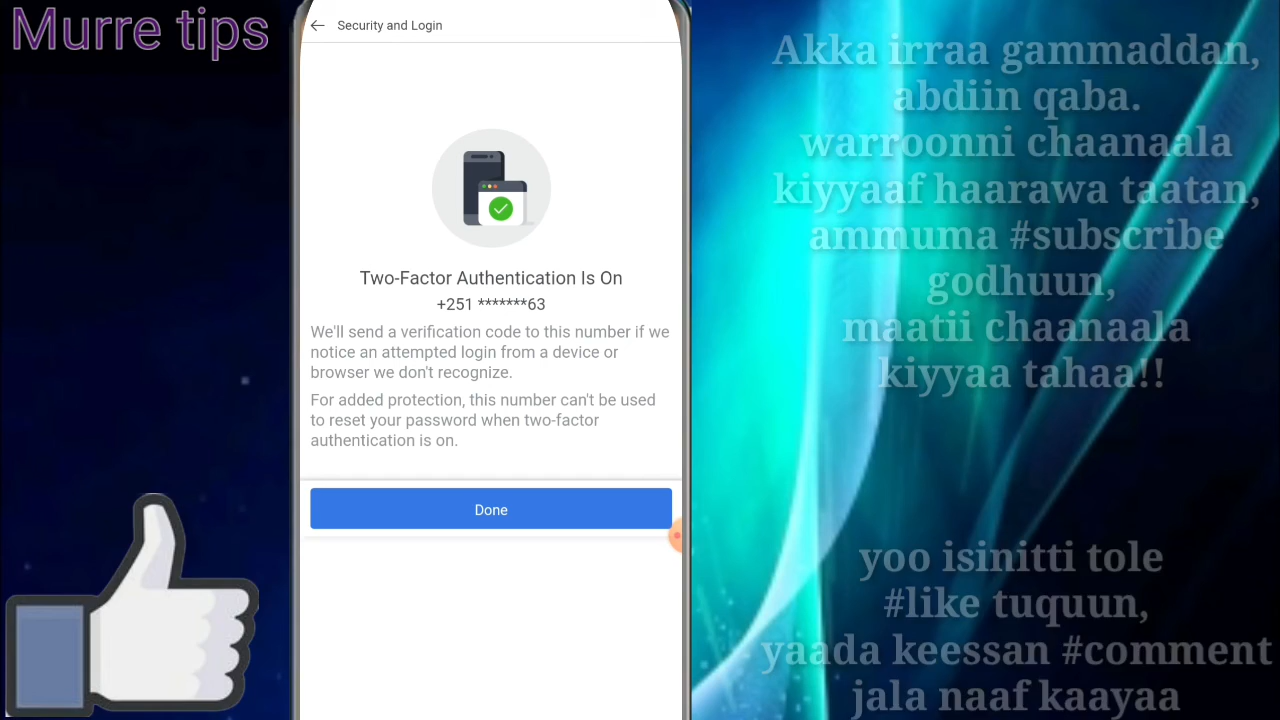 Murre tips
Security and Login
Two-Factor Authentication Is On
+251 *******63
We'll send a verification code to this number if we
notice an attempted login from a device or
browser we don't recognize.
For added protection, this number can't be used
to reset your password when two-factor
authentication is on.
Done
Akka irraa gammaddan,
abdiin qaba.
warroonni chaanaala
kiyyaaf haarawa taatan,
ammuma #subscribe
godhuun,
maatii chaanaala
kiyyaa tahaa!!
yoo isinitti tole
#like tuquun,
yaada keessan #comment
jala naaf kaayaa